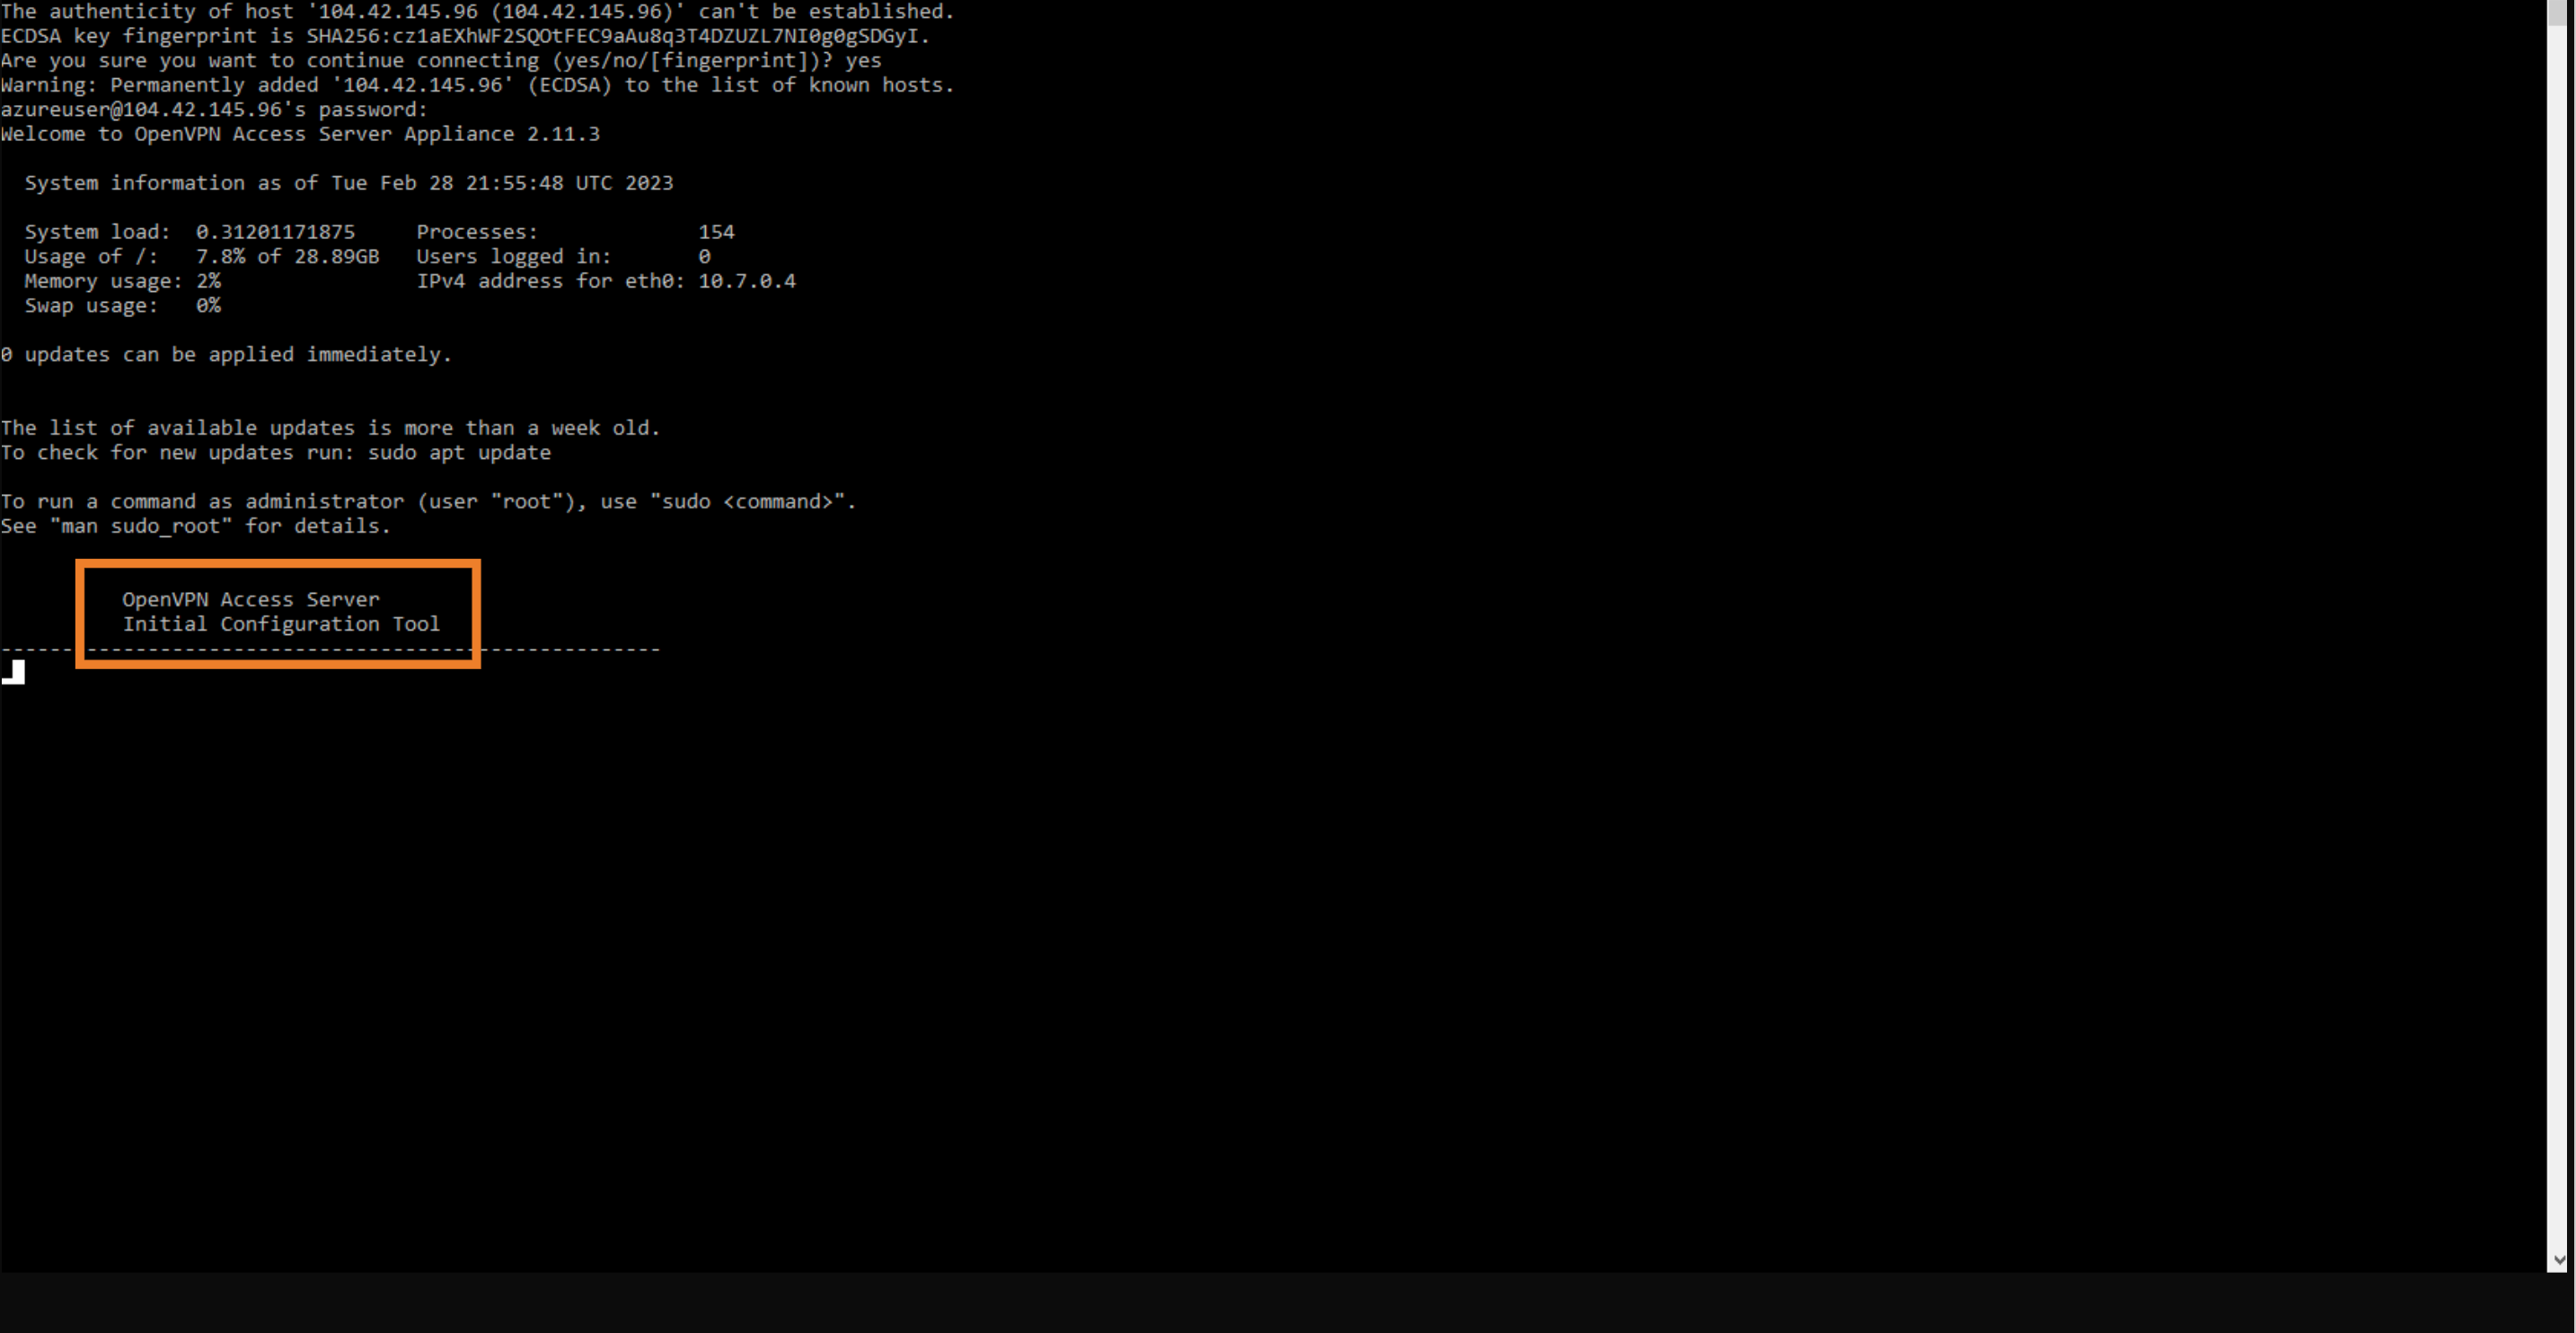 The authenticity of host '104.42.145.96 (104.42.145.96)' can't be established.
ECDSA key fingerprint is SHA256:cz1aEXhWF2SQOtFEC9aAu8q3T4DZUZL7NI0g0gSDGyI.
Are you sure you want to continue connecting (yes/no/[fingerprint])? yes
Warning: Permanently added '104.42.145.96' (ECDSA) to the list of known hosts.
azureuser@104.42.145.96's password:
Welcome to OpenVPN Access Server Appliance 2.11.3
System information as of Tue Feb 28 21:55:48 UTC 2023
System load:  0.31201171875     Processes:             154
Usage of /:   7.8% of 28.89GB   Users logged in:       0
Memory usage: 2%                IPv4 address for eth0: 10.7.0.4
Swap usage:   0%
0 updates can be applied immediately.
The list of available updates is more than a week old.
To check for new updates run: sudo apt update
To run a command as administrator (user "root"), use "sudo <command>".
See "man sudo_root" for details.
OpenVPN Access Server
Initial Configuration Tool
------------------------------------------------------